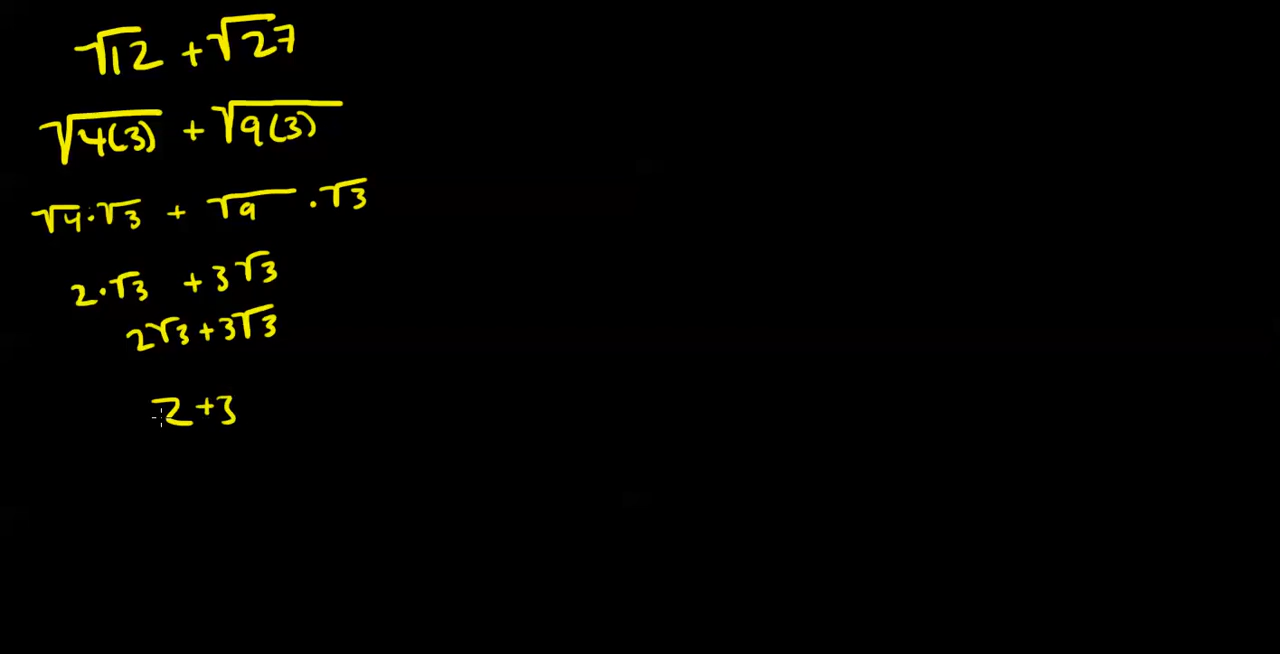 √12 + √27
√4(3) + √9(3)
√4·√3 + √9 · √3
2·√3 + 3√3
2√3 + 3√3
2 + 3